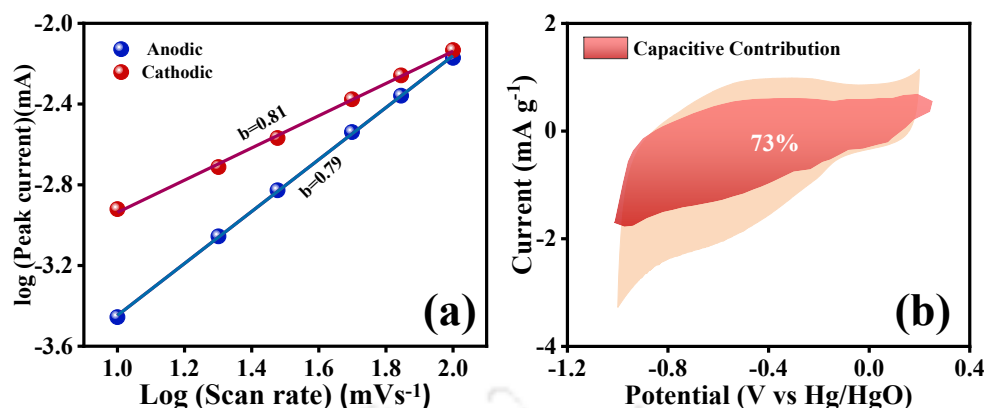 -2.0
-2.4
-2.8
-3.2
-3.6
log (Peak current)(mA)
Anodic
Cathodic
b=0.81
b=0.79
(a)
1.0 1.2 1.4 1.6 1.8 2.0
Log (Scan rate) (mVs⁻¹)
2
0
-2
-4
Current (mA g⁻¹)
Capacitive Contribution
73%
(b)
-1.2 -0.8 -0.4 0.0 0.4
Potential (V vs Hg/HgO)